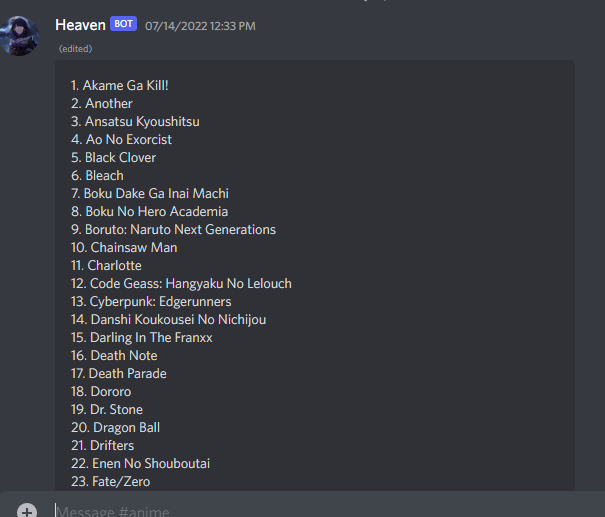 Heaven BOT 07/14/2022 12:33 PM
(edited)
1. Akame Ga Kill!
2. Another
3. Ansatsu Kyoushitsu
4. Ao No Exorcist
5. Black Clover
6. Bleach
7. Boku Dake Ga Inai Machi
8. Boku No Hero Academia
9. Boruto: Naruto Next Generations
10. Chainsaw Man
11. Charlotte
12. Code Geass: Hangyaku No Lelouch
13. Cyberpunk: Edgerunners
14. Danshi Koukousei No Nichijou
15. Darling In The Franxx
16. Death Note
17. Death Parade
18. Dororo
19. Dr. Stone
20. Dragon Ball
21. Drifters
22. Enen No Shouboutai
23. Fate/Zero
Message #anime